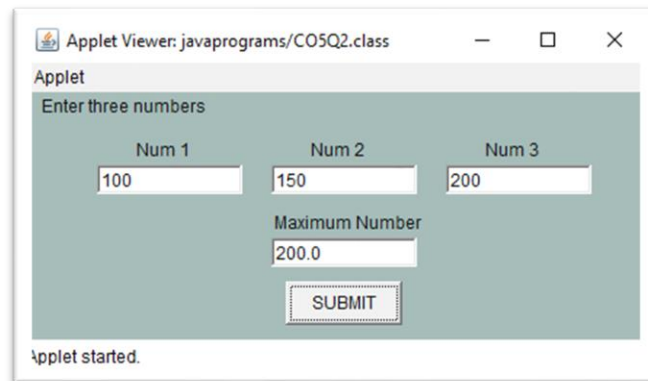 Applet Viewer: javaprograms/CO5Q2.class
Applet
Enter three numbers
Num 1 Num 2 Num 3
100 150 200
Maximum Number
200.0
SUBMIT
Applet started.